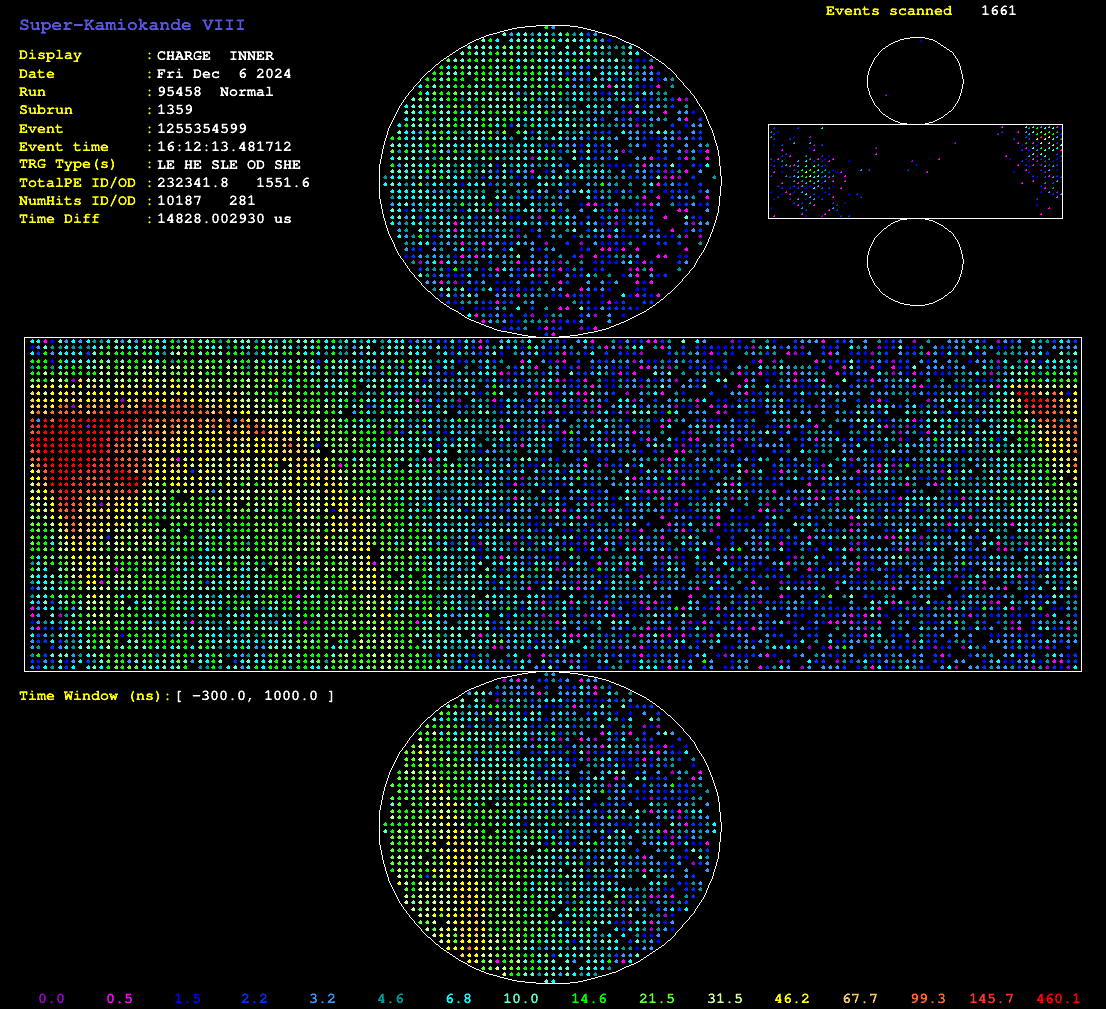 Super-Kamiokande VIII
Events scanned 1661
Display : CHARGE INNER
Date : Fri Dec 6 2024
Run : 95458 Normal
Subrun : 1359
Event : 1255354599
Event time : 16:12:13.481712
TRG Type(s) : LE HE SLE OD SHE
TotalPE ID/OD : 232341.8 1551.6
NumHits ID/OD : 10187 281
Time Diff : 14828.002930 us
Time Window (ns): [ -300.0, 1000.0 ]
0.0 0.5 1.5 2.2 3.2 4.6 6.8 10.0 14.6 21.5 31.5 46.2 67.7 99.3 145.7 460.1